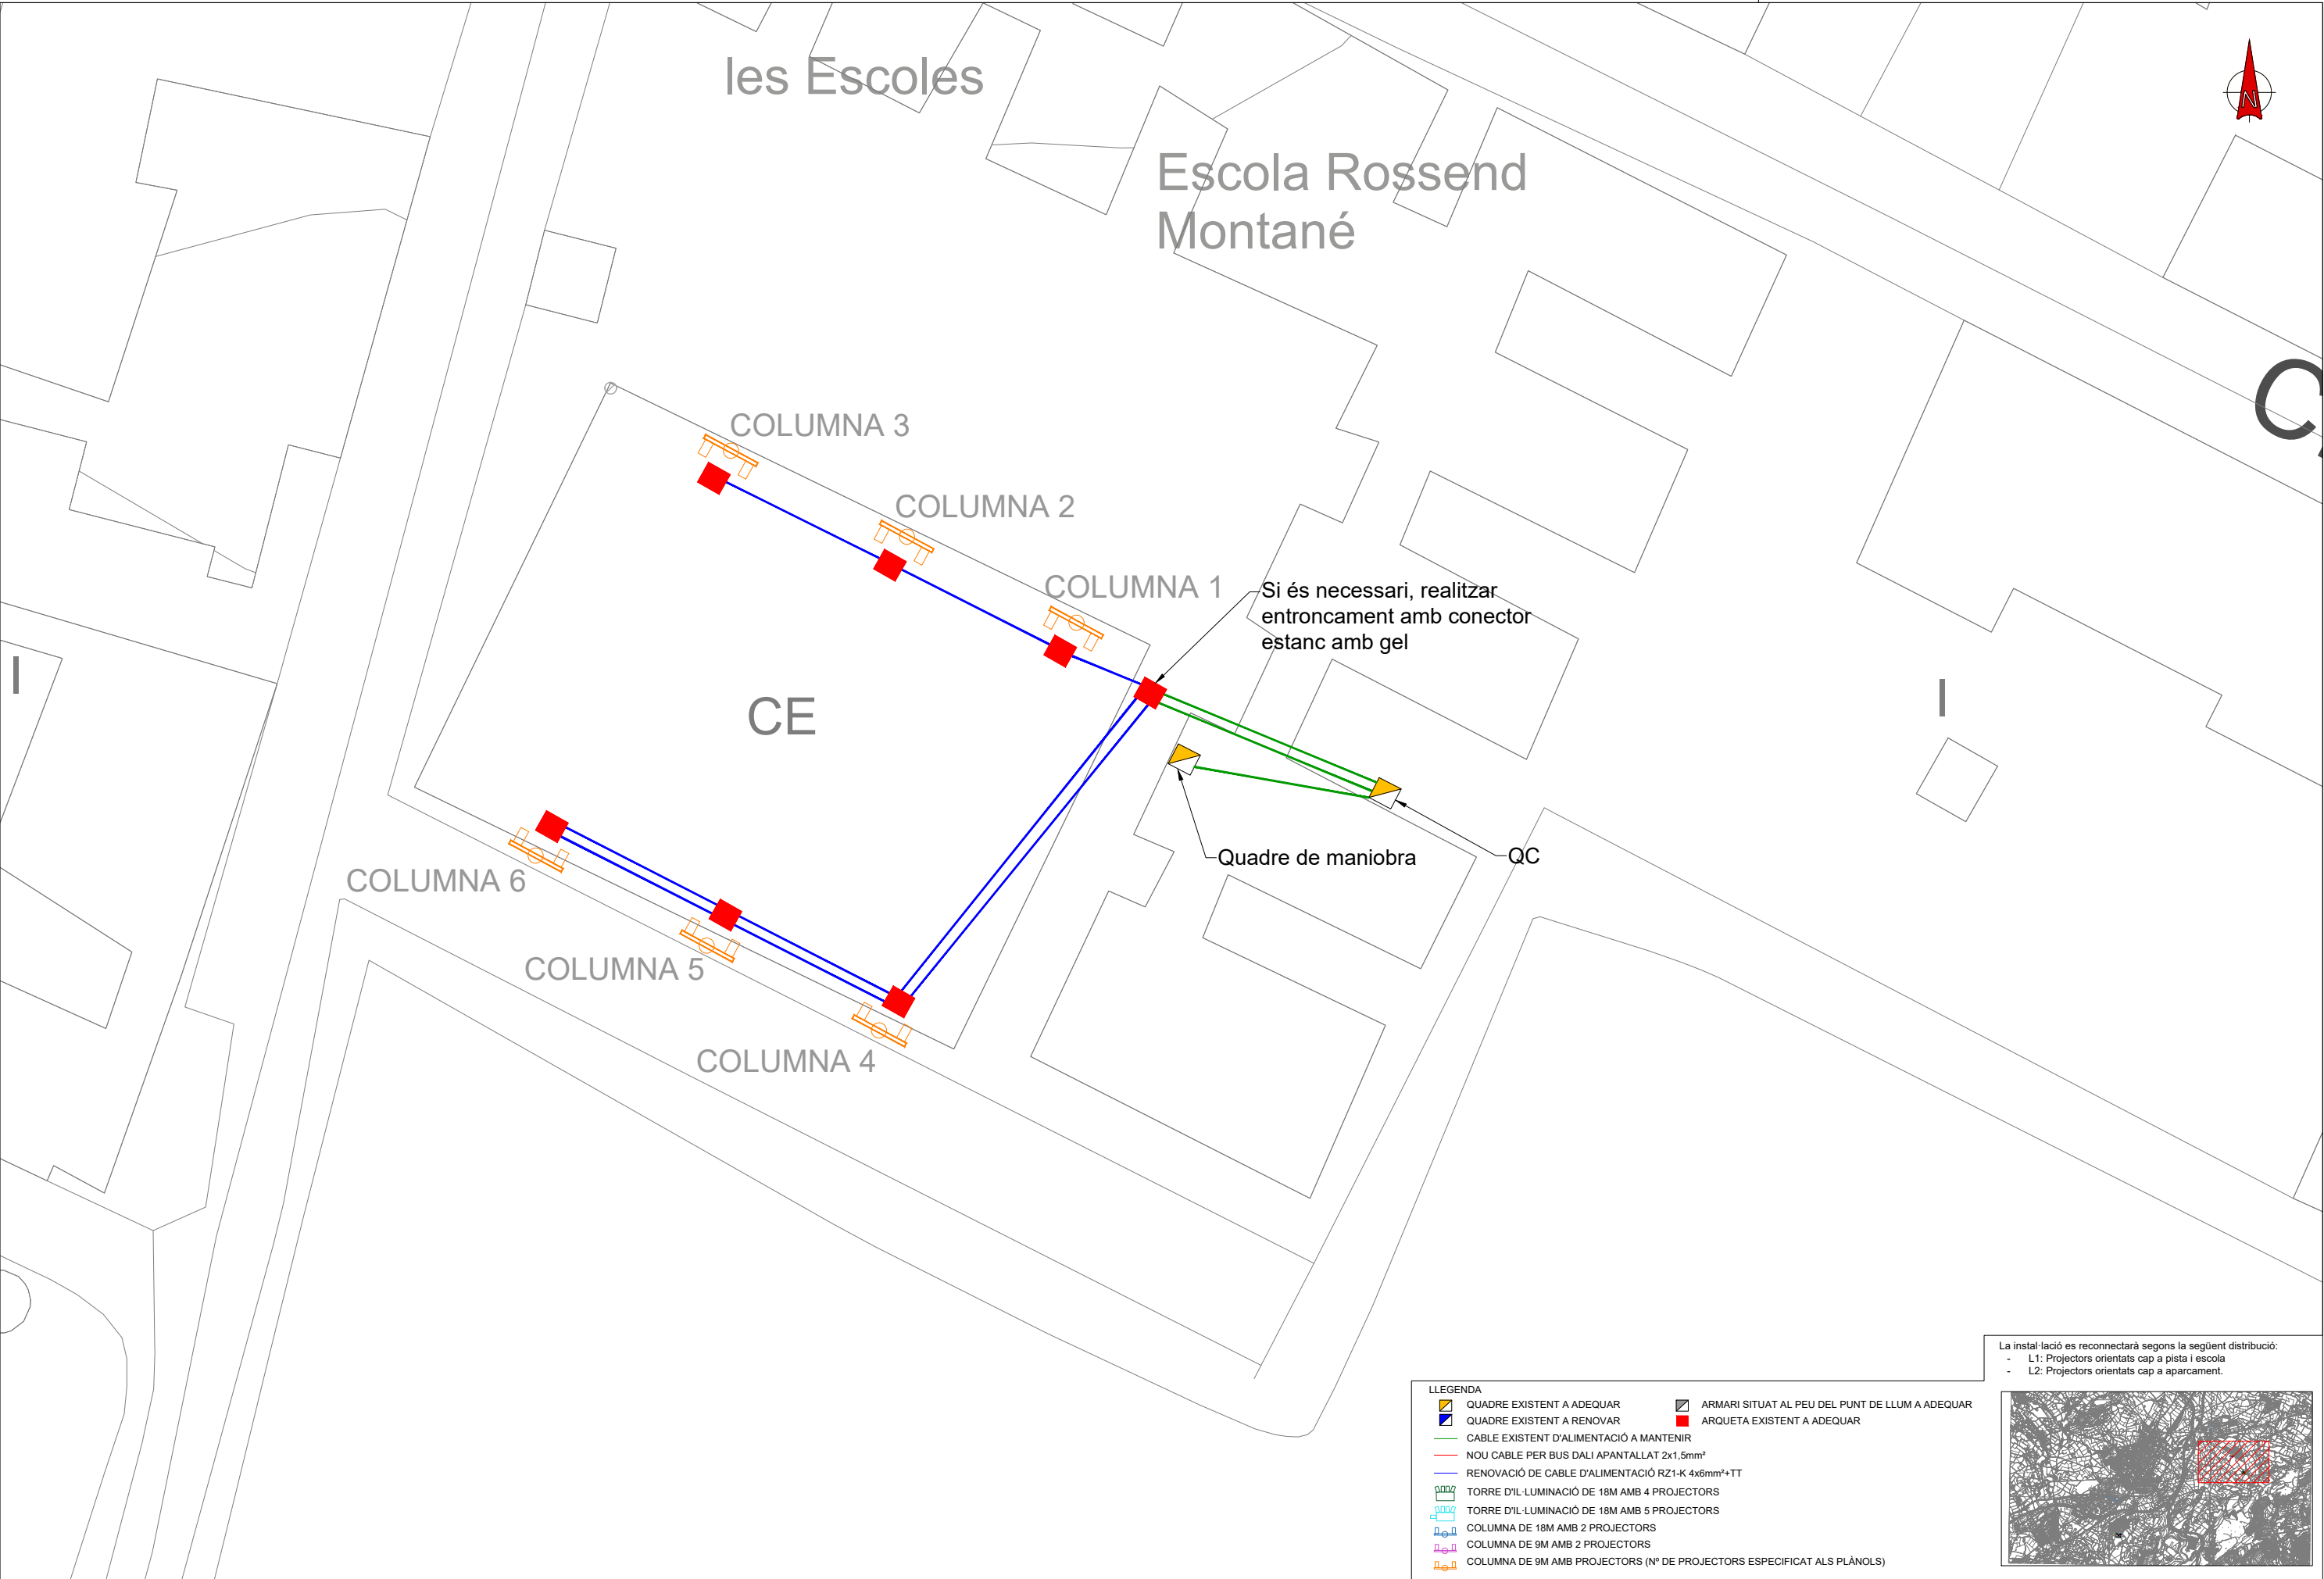 les Escoles
N
Escola Rossend
Montané
COLUMNA 3
COLUMNA 2
COLUMNA 1
Si és necessari, realitzar
entroncament amb conector
estanc amb gel
I
CE
I
Quadre de maniobra
QC
COLUMNA 6
COLUMNA 5
COLUMNA 4
La instal·lació es reconnectarà segons la següent distribució:
- L1: Projectors orientats cap a pista i escola
- L2: Projectors orientats cap a aparcament.
LLEGENDA
QUADRE EXISTENT A ADEQUAR
ARMARI SITUAT AL PEU DEL PUNT DE LLUM A ADEQUAR
QUADRE EXISTENT A RENOVAR
ARQUETA EXISTENT A ADEQUAR
CABLE EXISTENT D'ALIMENTACIÓ A MANTENIR
NOU CABLE PER BUS DALI APANTALLAT 2x1,5mm²
RENOVACIÓ DE CABLE D'ALIMENTACIÓ RZ1-K 4x6mm²+TT
TORRE D'IL·LUMINACIÓ DE 18M AMB 4 PROJECTORS
TORRE D'IL·LUMINACIÓ DE 18M AMB 5 PROJECTORS
COLUMNA DE 18M AMB 2 PROJECTORS
COLUMNA DE 9M AMB 2 PROJECTORS
COLUMNA DE 9M AMB PROJECTORS (Nº DE PROJECTORS ESPECIFICAT ALS PLÀNOLS)